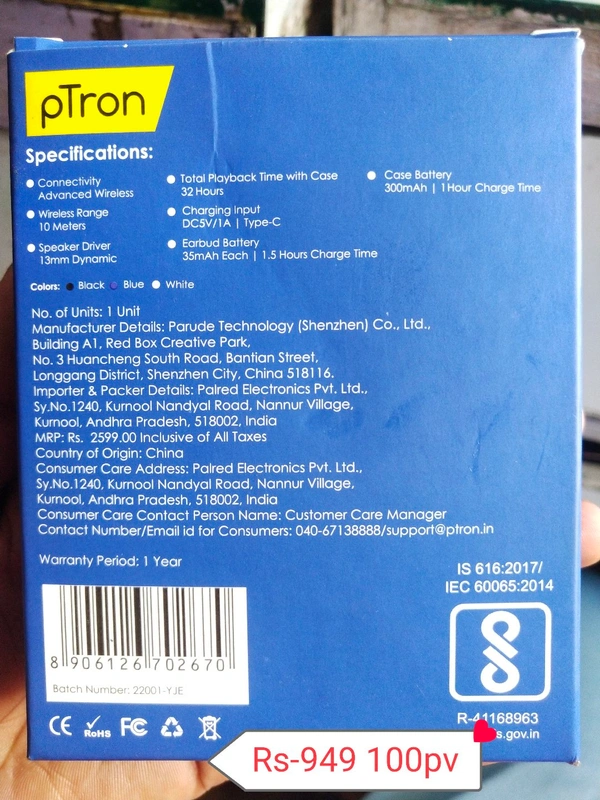 pTron
Specifications:
Connectivity
Advanced Wireless
Wireless Range
10 Meters
Speaker Driver
13mm Dynamic
Total Playback Time with Case
32 Hours
Charging Input
DC5V/1A | Type-C
Earbud Battery
35mAh Each | 1.5 Hours Charge Time
Case Battery
300mAh | 1Hour Charge Time
Colors: Black Blue White
No. of Units: 1 Unit
Manufacturer Details: Parude Technology (Shenzhen) Co., Ltd.,
Building A1, Red Box Creative Park,
No. 3 Huancheng South Road, Bantian Street,
Longgang District, Shenzhen City, China 518116.
Importer & Packer Details: Palred Electronics Pvt. Ltd.,
Sy.No.1240, Kurnool Nandyal Road, Nannur Village,
Kurnool, Andhra Pradesh, 518002, India
MRP: Rs. 2599.00 Inclusive of All Taxes
Country of Origin: China
Consumer Care Address: Palred Electronics Pvt. Ltd.,
Sy.No.1240, Kurnool Nandyal Road, Nannur Village,
Kurnool, Andhra Pradesh, 518002, India
Consumer Care Contact Person Name: Customer Care Manager
Contact Number/Email id for Consumers: 040-67138888/support@ptron.in
Warranty Period: 1 Year
IS 616:2017/
IEC 60065:2014
8 906126 702670
Batch Number: 22001-YJE
R-41168963
s.gov.in
CE RoHS FC
Rs-949 100pv